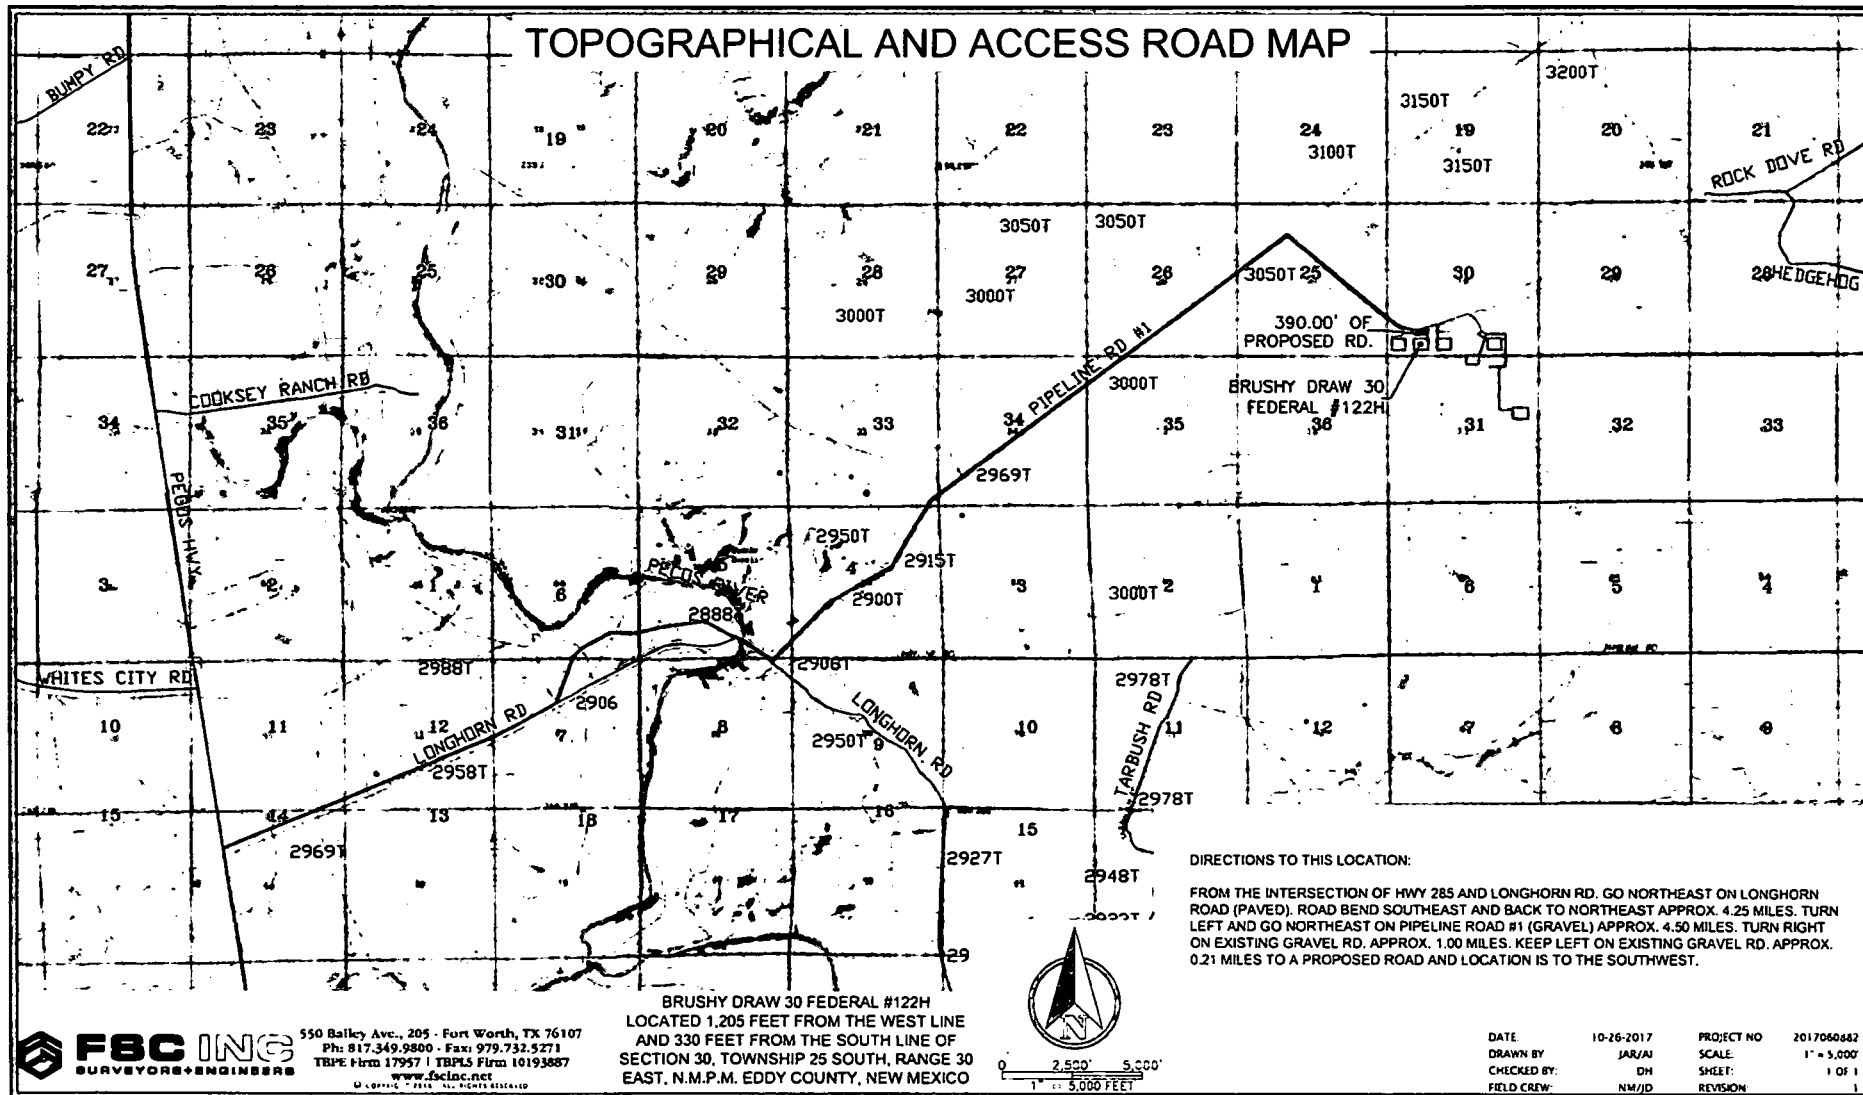 TOPOGRAPHICAL AND ACCESS ROAD MAP
BUMPY RD
3200T
3150T
22 23 24 19 20 21 22 23 24 19 20 21
3100T
3150T
ROCK DOVE RD
3050T
3050T
27 26 25 30 29 28 27 26 3050T 25 30 29 28 HEDGEHOG
3000T
3000T
390.00' OF
PROPOSED RD.
PIPELINE RD #1
COOKSEY RANCH RD
3000T
BRUSHY DRAW 30
FEDERAL #122H
34 35 36 31 32 33 34 35 36 31 32 33
2969T
PECOS HWY
2950T
2915T
PECOS RIVER
3 2 1 6 5 4 3 2 1 6 5 4
2900T
3000T
2888T
2988T
2908T
WHITES CITY RD
2978T
2906
LONGHORN RD
LONGHORN RD
TARBUSH RD
10 11 12 7 8 9 10 11 12 7 8 9
2950T
2958T
2978T
15 14 13 18 17 16 15
2969T
2927T
2948T
29
DIRECTIONS TO THIS LOCATION:
FROM THE INTERSECTION OF HWY 285 AND LONGHORN RD. GO NORTHEAST ON LONGHORN
ROAD (PAVED). ROAD BEND SOUTHEAST AND BACK TO NORTHEAST APPROX. 4.25 MILES. TURN
LEFT AND GO NORTHEAST ON PIPELINE ROAD #1 (GRAVEL) APPROX. 4.50 MILES. TURN RIGHT
ON EXISTING GRAVEL RD. APPROX. 1.00 MILES. KEEP LEFT ON EXISTING GRAVEL RD. APPROX.
0.21 MILES TO A PROPOSED ROAD AND LOCATION IS TO THE SOUTHWEST.
N
0 2,500' 5,000'
1" = 5,000 FEET
BRUSHY DRAW 30 FEDERAL #122H
LOCATED 1,205 FEET FROM THE WEST LINE
AND 330 FEET FROM THE SOUTH LINE OF
SECTION 30, TOWNSHIP 25 SOUTH, RANGE 30
EAST, N.M.P.M. EDDY COUNTY, NEW MEXICO
FSC INC
SURVEYORS+ENGINEERS
550 Bailey Ave., 205 - Fort Worth, TX 76107
Ph: 817.349.9800 - Fax: 979.732.5271
TBPE Firm 17957 | TBPLS Firm 10193887
www.fscinc.net
DATE 10-26-2017 PROJECT NO 2017060482
DRAWN BY JAR/AI SCALE: 1" = 5,000'
CHECKED BY: DH SHEET: 1 OF 1
FIELD CREW: NM/JD REVISION 1